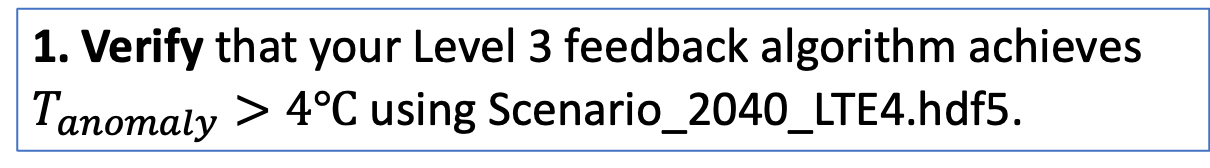 1. Verify that your Level 3 feedback algorithm achieves
T_anomaly > 4°C using Scenario_2040_LTE4.hdf5.